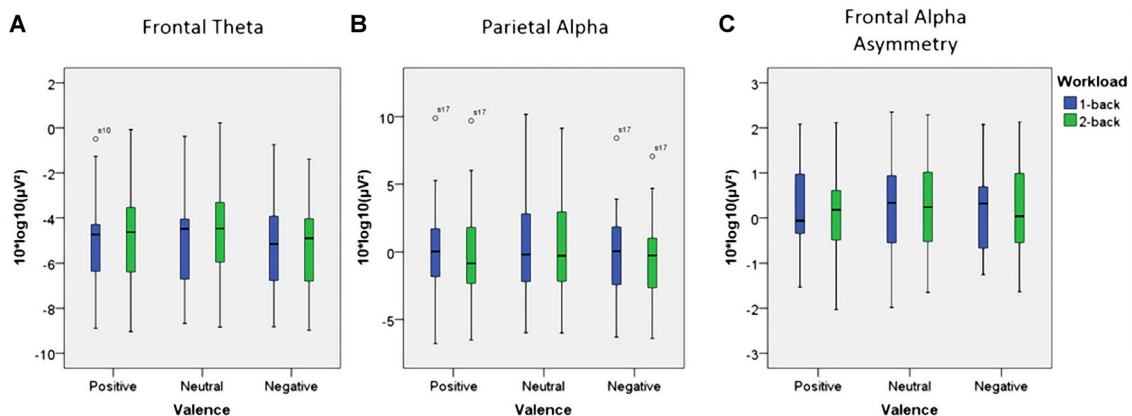 A
Frontal Theta
10*log10(µV²)
2
0
-2
-4
-6
-8
-10
s10
Positive
Neutral
Negative
Valence
B
Parietal Alpha
10*log10(µV²)
10
5
0
-5
s17
s17
s17
s17
Positive
Neutral
Negative
Valence
C
Frontal Alpha
Asymmetry
10*log10(µV²)
3
2
1
0
-1
-2
-3
Positive
Neutral
Negative
Valence
Workload
1-back
2-back